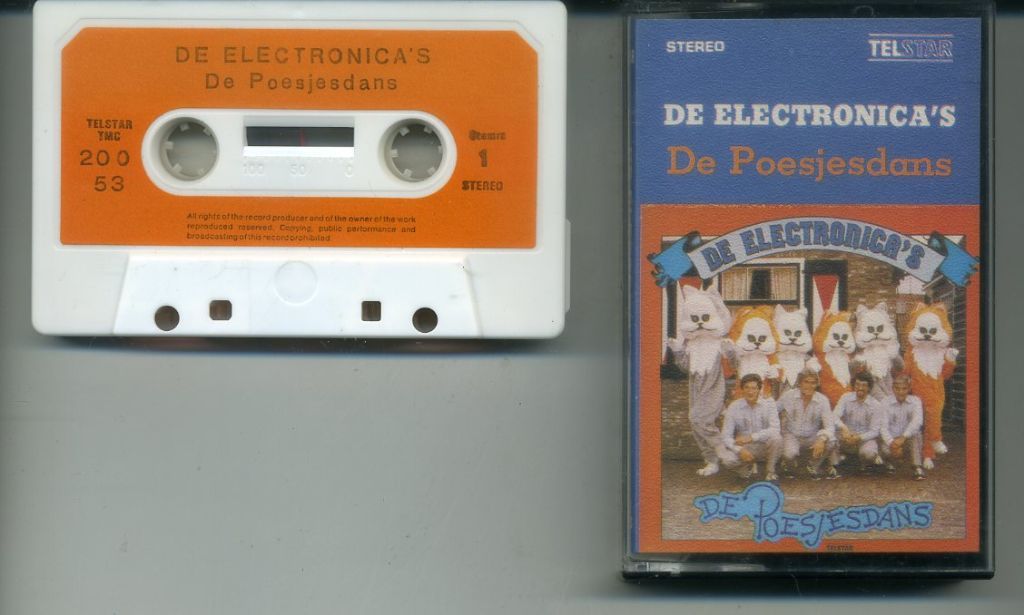 DE ELECTRONICA'S
De Poesjesdans
TELSTAR
TMC
200
53
1
STEREO
100 50 0
All rights of the record producer and of the owner of the work
reproduced reserved. Copying, public performance and
broadcasting of this record prohibited
STEREO
TELSTAR
DE ELECTRONICA'S
De Poesjesdans
DE ELECTRONICA'S
DE POESJESDANS
TELSTAR